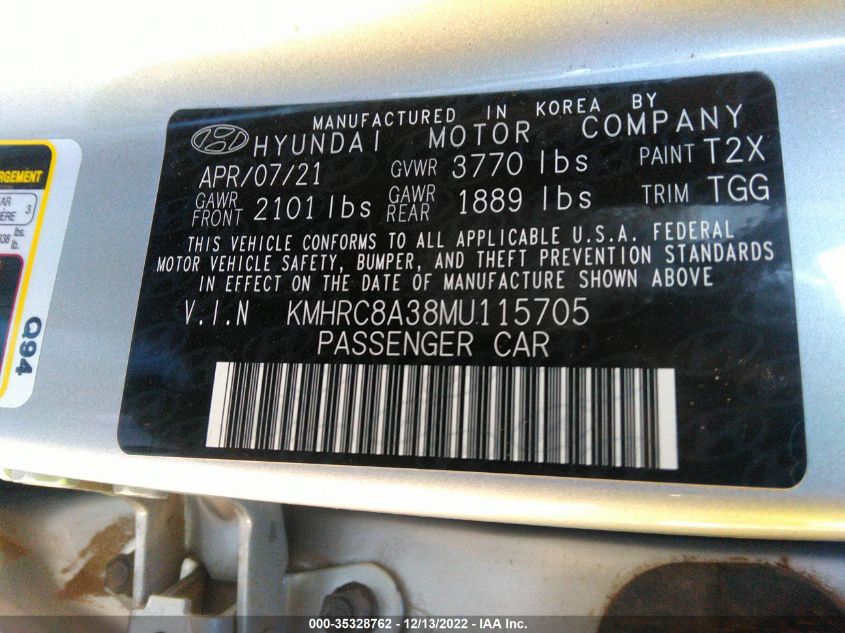 MANUFACTURED IN KOREA BY
HYUNDAI MOTOR COMPANY
APR/07/21 GVWR 3770 lbs PAINT T2X
GAWR FRONT 2101 lbs GAWR REAR 1889 lbs TRIM TGG
THIS VEHICLE CONFORMS TO ALL APPLICABLE U.S.A. FEDERAL
MOTOR VEHICLE SAFETY, BUMPER, AND THEFT PREVENTION STANDARDS
IN EFFECT ON THE DATE OF MANUFACTURE SHOWN ABOVE
V.I.N KMHRC8A38MU115705
PASSENGER CAR
3
lbs.
Q94
000-35328762 - 12/13/2022 - IAA Inc.